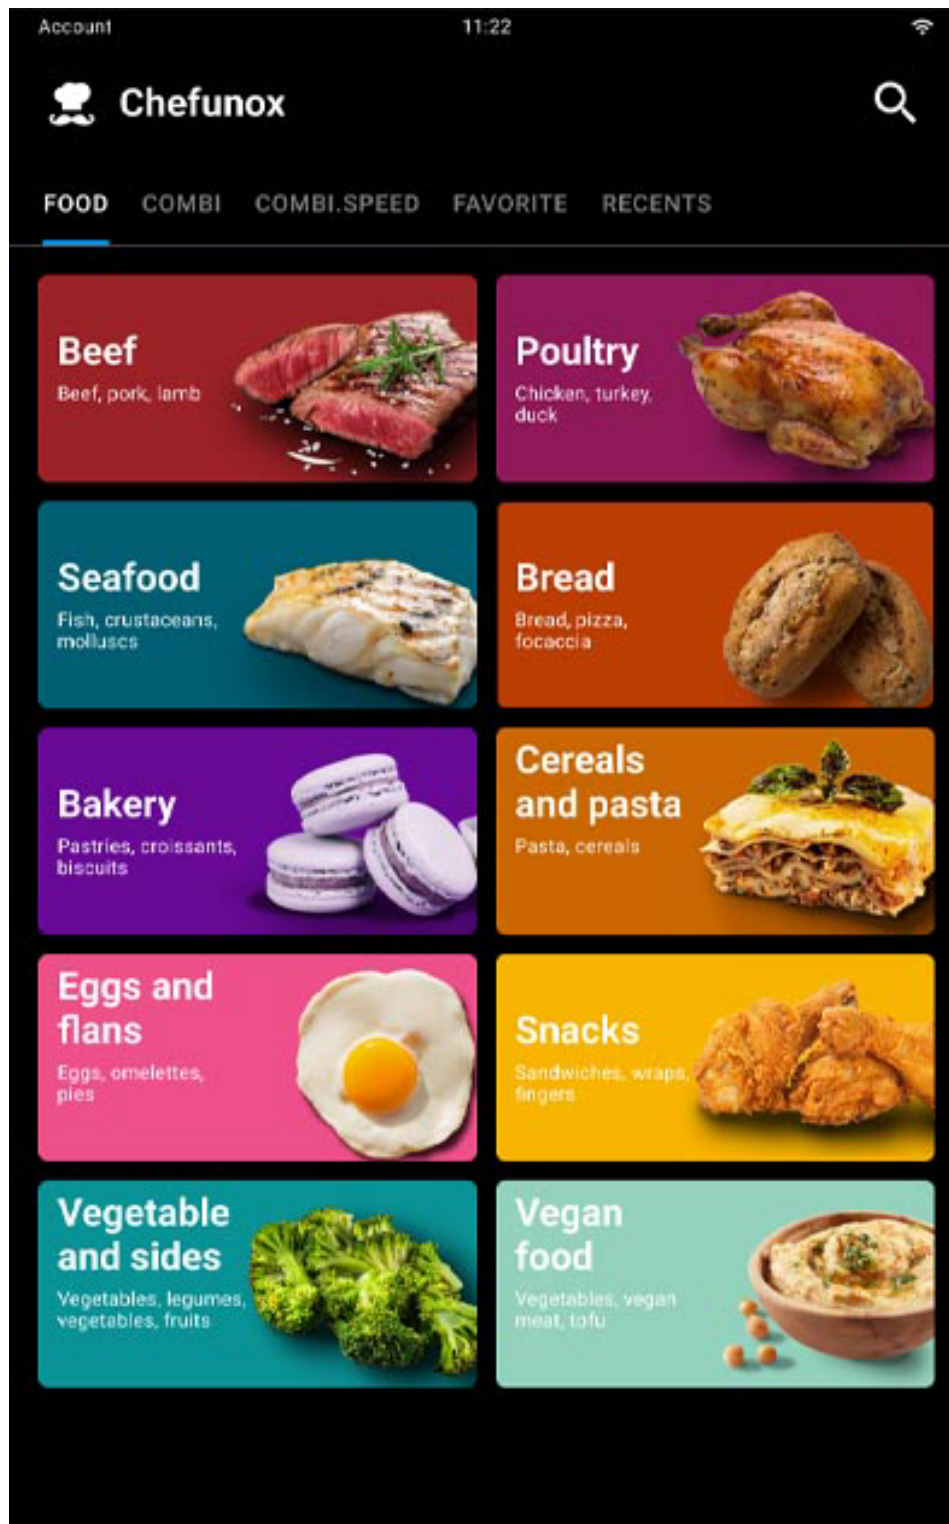 Account
11:22
Chefunox
FOOD COMBI COMBI.SPEED FAVORITE RECENTS
Beef
Beef, pork, lamb
Poultry
Chicken, turkey,
duck
Seafood
Fish, crustaceans,
molluscs
Bread
Bread, pizza,
focaccia
Bakery
Pastries, croissants,
biscuits
Cereals
and pasta
Pasta, cereals
Eggs and
flans
Eggs, omelettes,
pies
Snacks
Sandwiches, wraps,
fingers
Vegetable
and sides
Vegetables, legumes,
vegetables, fruits
Vegan
food
Vegetables, vegan
meat, tofu